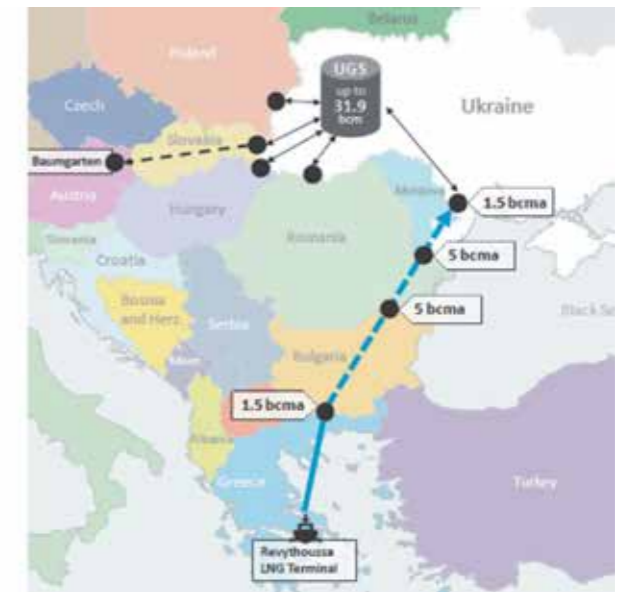 Belarus
Poland
UGS
up to
31.9
bcm
Ukraine
Czech
Slovakia
Baumgarten
Austria
Moldova
1.5 bcma
Hungary
Slovenia
Romania
Croatia
5 bcma
Bosnia
and Herz.
Serbia
5 bcma
Black Se
Bulgaria
1.5 bcma
Albania
Greece
Turkey
Revythoussa
LNG Terminal